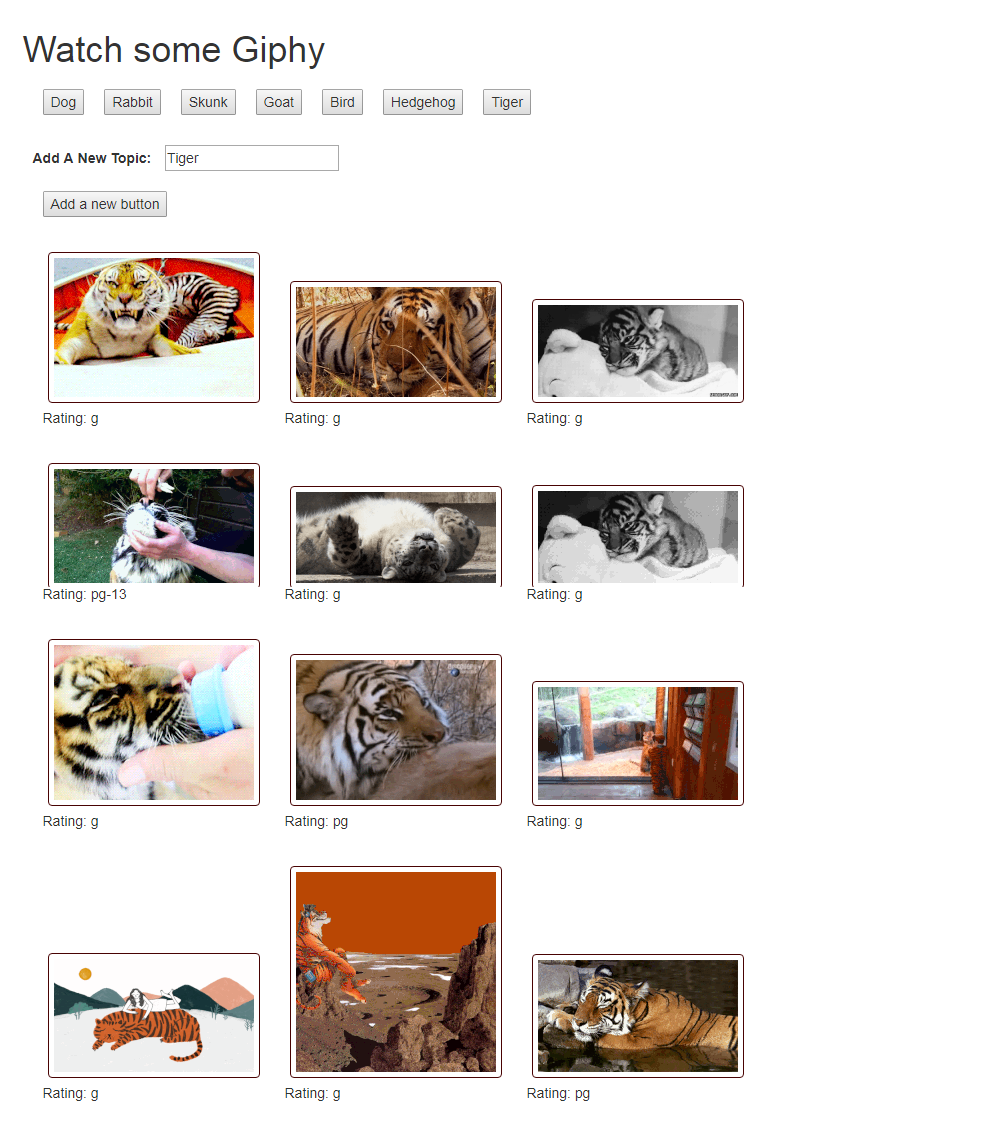 Watch some Giphy
Dog Rabbit Skunk Goat Bird Hedgehog Tiger
Add A New Topic: Tiger
Add a new button
Rating: g Rating: g Rating: g
Rating: pg-13 Rating: g Rating: g
Rating: g Rating: pg Rating: g
Rating: g Rating: g Rating: pg